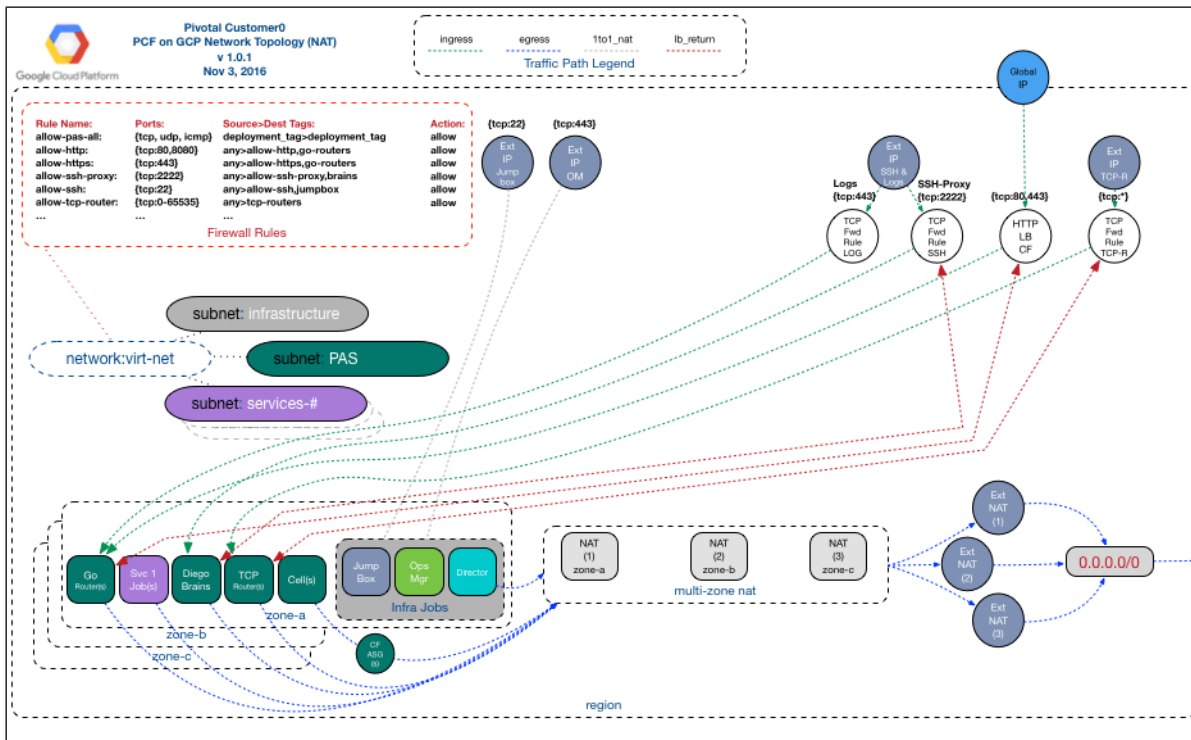 Pivotal Customer0
PCF on GCP Network Topology (NAT)
v 1.0.1
Nov 3, 2016
Google Cloud Platform
ingress egress 1to1_nat lb_return
Traffic Path Legend
Global
IP
Rule Name: Ports: Source>Dest Tags: Action:
allow-pas-all: {tcp, udp, icmp} deployment_tag>deployment_tag allow
allow-http: {tcp:80,8080} any>allow-http,go-routers allow
allow-https: {tcp:443} any>allow-https,go-routers allow
allow-ssh-proxy: {tcp:2222} any>allow-ssh-proxy,brains allow
allow-ssh: {tcp:22} any>allow-ssh,jumpbox allow
allow-tcp-router: {tcp:0-65535} any>tcp-routers allow
... ... ...
Firewall Rules
{tcp:22}
Ext
IP
Jump
box
{tcp:443}
Ext
IP
OM
Ext
IP
SSH &
Logs
Ext
IP
TCP-R
Logs
{tcp:443}
SSH-Proxy
{tcp:2222}
{tcp:80,443}
{tcp:*}
TCP
Fwd
Rule
LOG
TCP
Fwd
Rule
SSH
HTTP
LB
CF
TCP
Fwd
Rule
TCP-R
subnet: infrastructure
network:virt-net
subnet: PAS
subnet: services-#
Go
Router(s)
Svc 1
Job(s)
Diego
Brains
TCP
Router(s)
Cell(s)
zone-a
zone-b
zone-c
Jump
Box
Ops
Mgr
Director
Infra Jobs
CF
ASG
(s)
NAT
(1)
zone-a
NAT
(2)
zone-b
NAT
(3)
zone-c
multi-zone nat
Ext
NAT
(1)
Ext
NAT
(2)
Ext
NAT
(3)
0.0.0.0/0
region